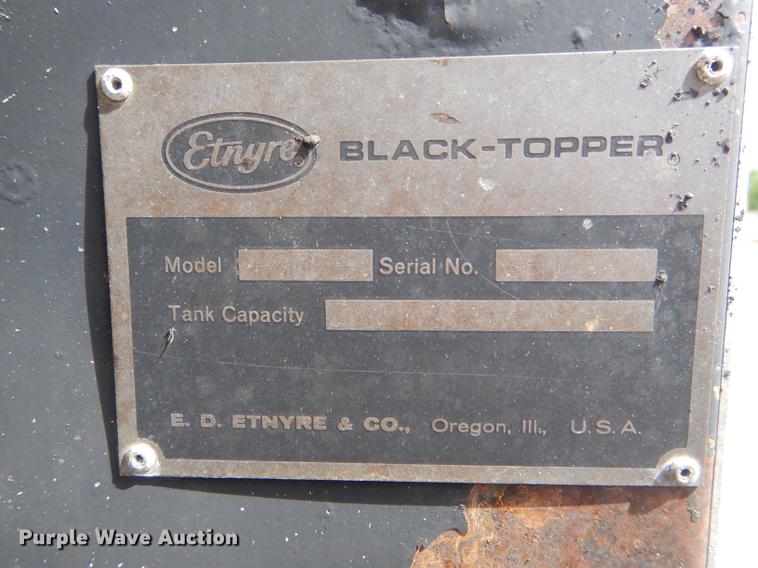 Etnyre BLACK-TOPPER
Model Serial No.
Tank Capacity
E. D. ETNYRE & CO., Oregon, Ill., U.S.A.
Purple Wave Auction